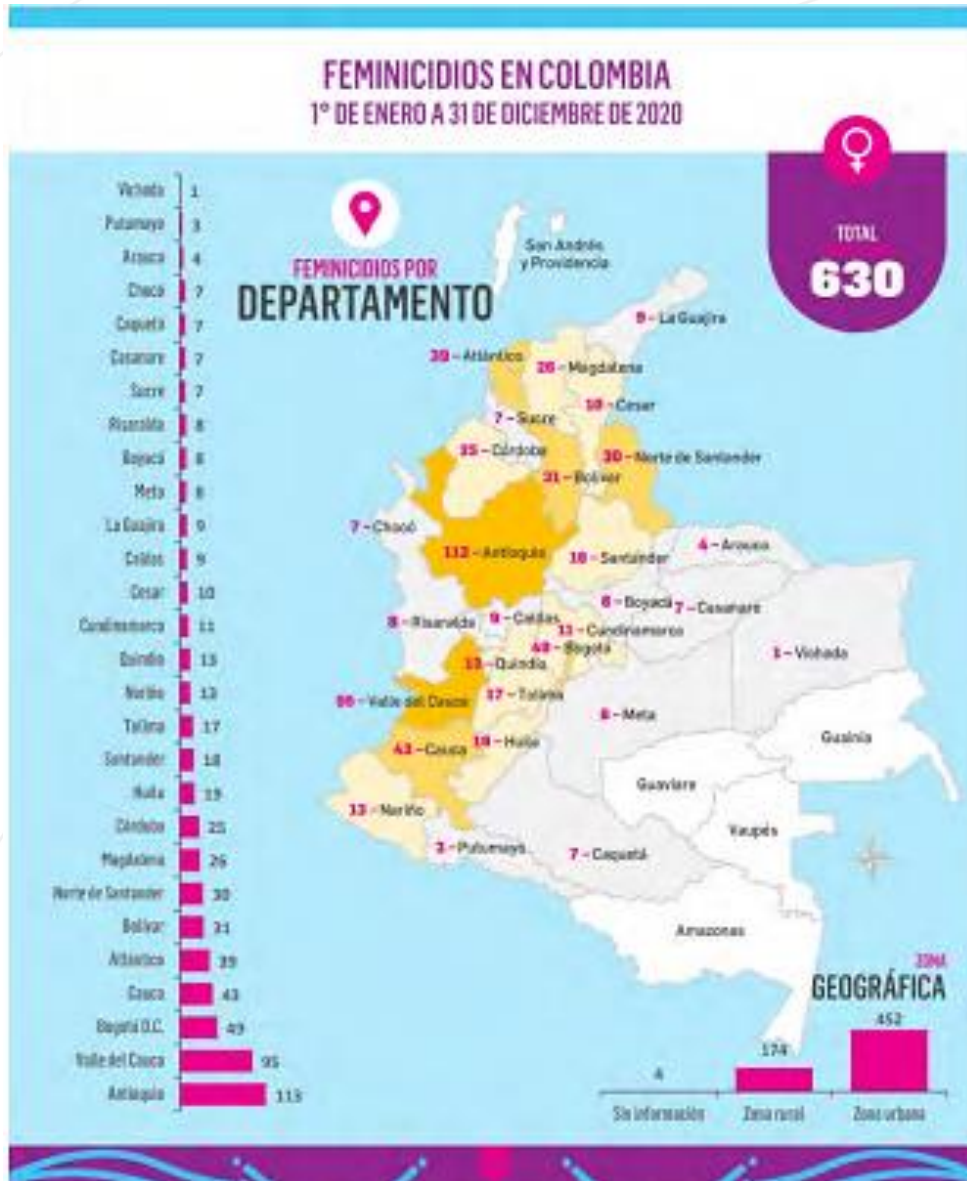 FEMINICIDIOS EN COLOMBIA
1° DE ENERO A 31 DE DICIEMBRE DE 2020
TOTAL
630
FEMINICIDIOS POR
DEPARTAMENTO
Vichada 1
Putumayo 3
Arauca 4
Chocó 7
Caquetá 7
Casanare 7
Sucre 7
Risaralda 8
Boyacá 8
Meta 8
La Guajira 9
Caldas 9
Cesar 10
Cundinamarca 11
Quindío 13
Nariño 13
Tolima 17
Santander 18
Huila 19
Córdoba 25
Magdalena 26
Norte de Santander 30
Bolívar 31
Atlántico 39
Cauca 43
Bogotá D.C. 49
Valle del Cauca 95
Antioquia 113
San Andrés
y Providencia
9 – La Guajira
39 – Atlántico
26 – Magdalena
10 – Cesar
7 – Sucre
25 – Córdoba
30 – Norte de Santander
31 – Bolívar
7 – Chocó
Antioquia
18 – Santander
4 – Arauca
Boyacá
7 – Casanare
8 – Risaralda
9 – Caldas
11 – Cundinamarca
49 – Bogotá
1 – Vichada
13 – Quindía
17 – Tolima
Valle del Cauca
Meta
43 – Cauca
19 – Huila
Guainía
Guaviare
13 – Nariño
Vaupés
3 – Putumayo
7 – Caquetá
Amazonas
ZONA
GEOGRÁFICA
4
174
452
Sin información
Zona rural
Zona urbana